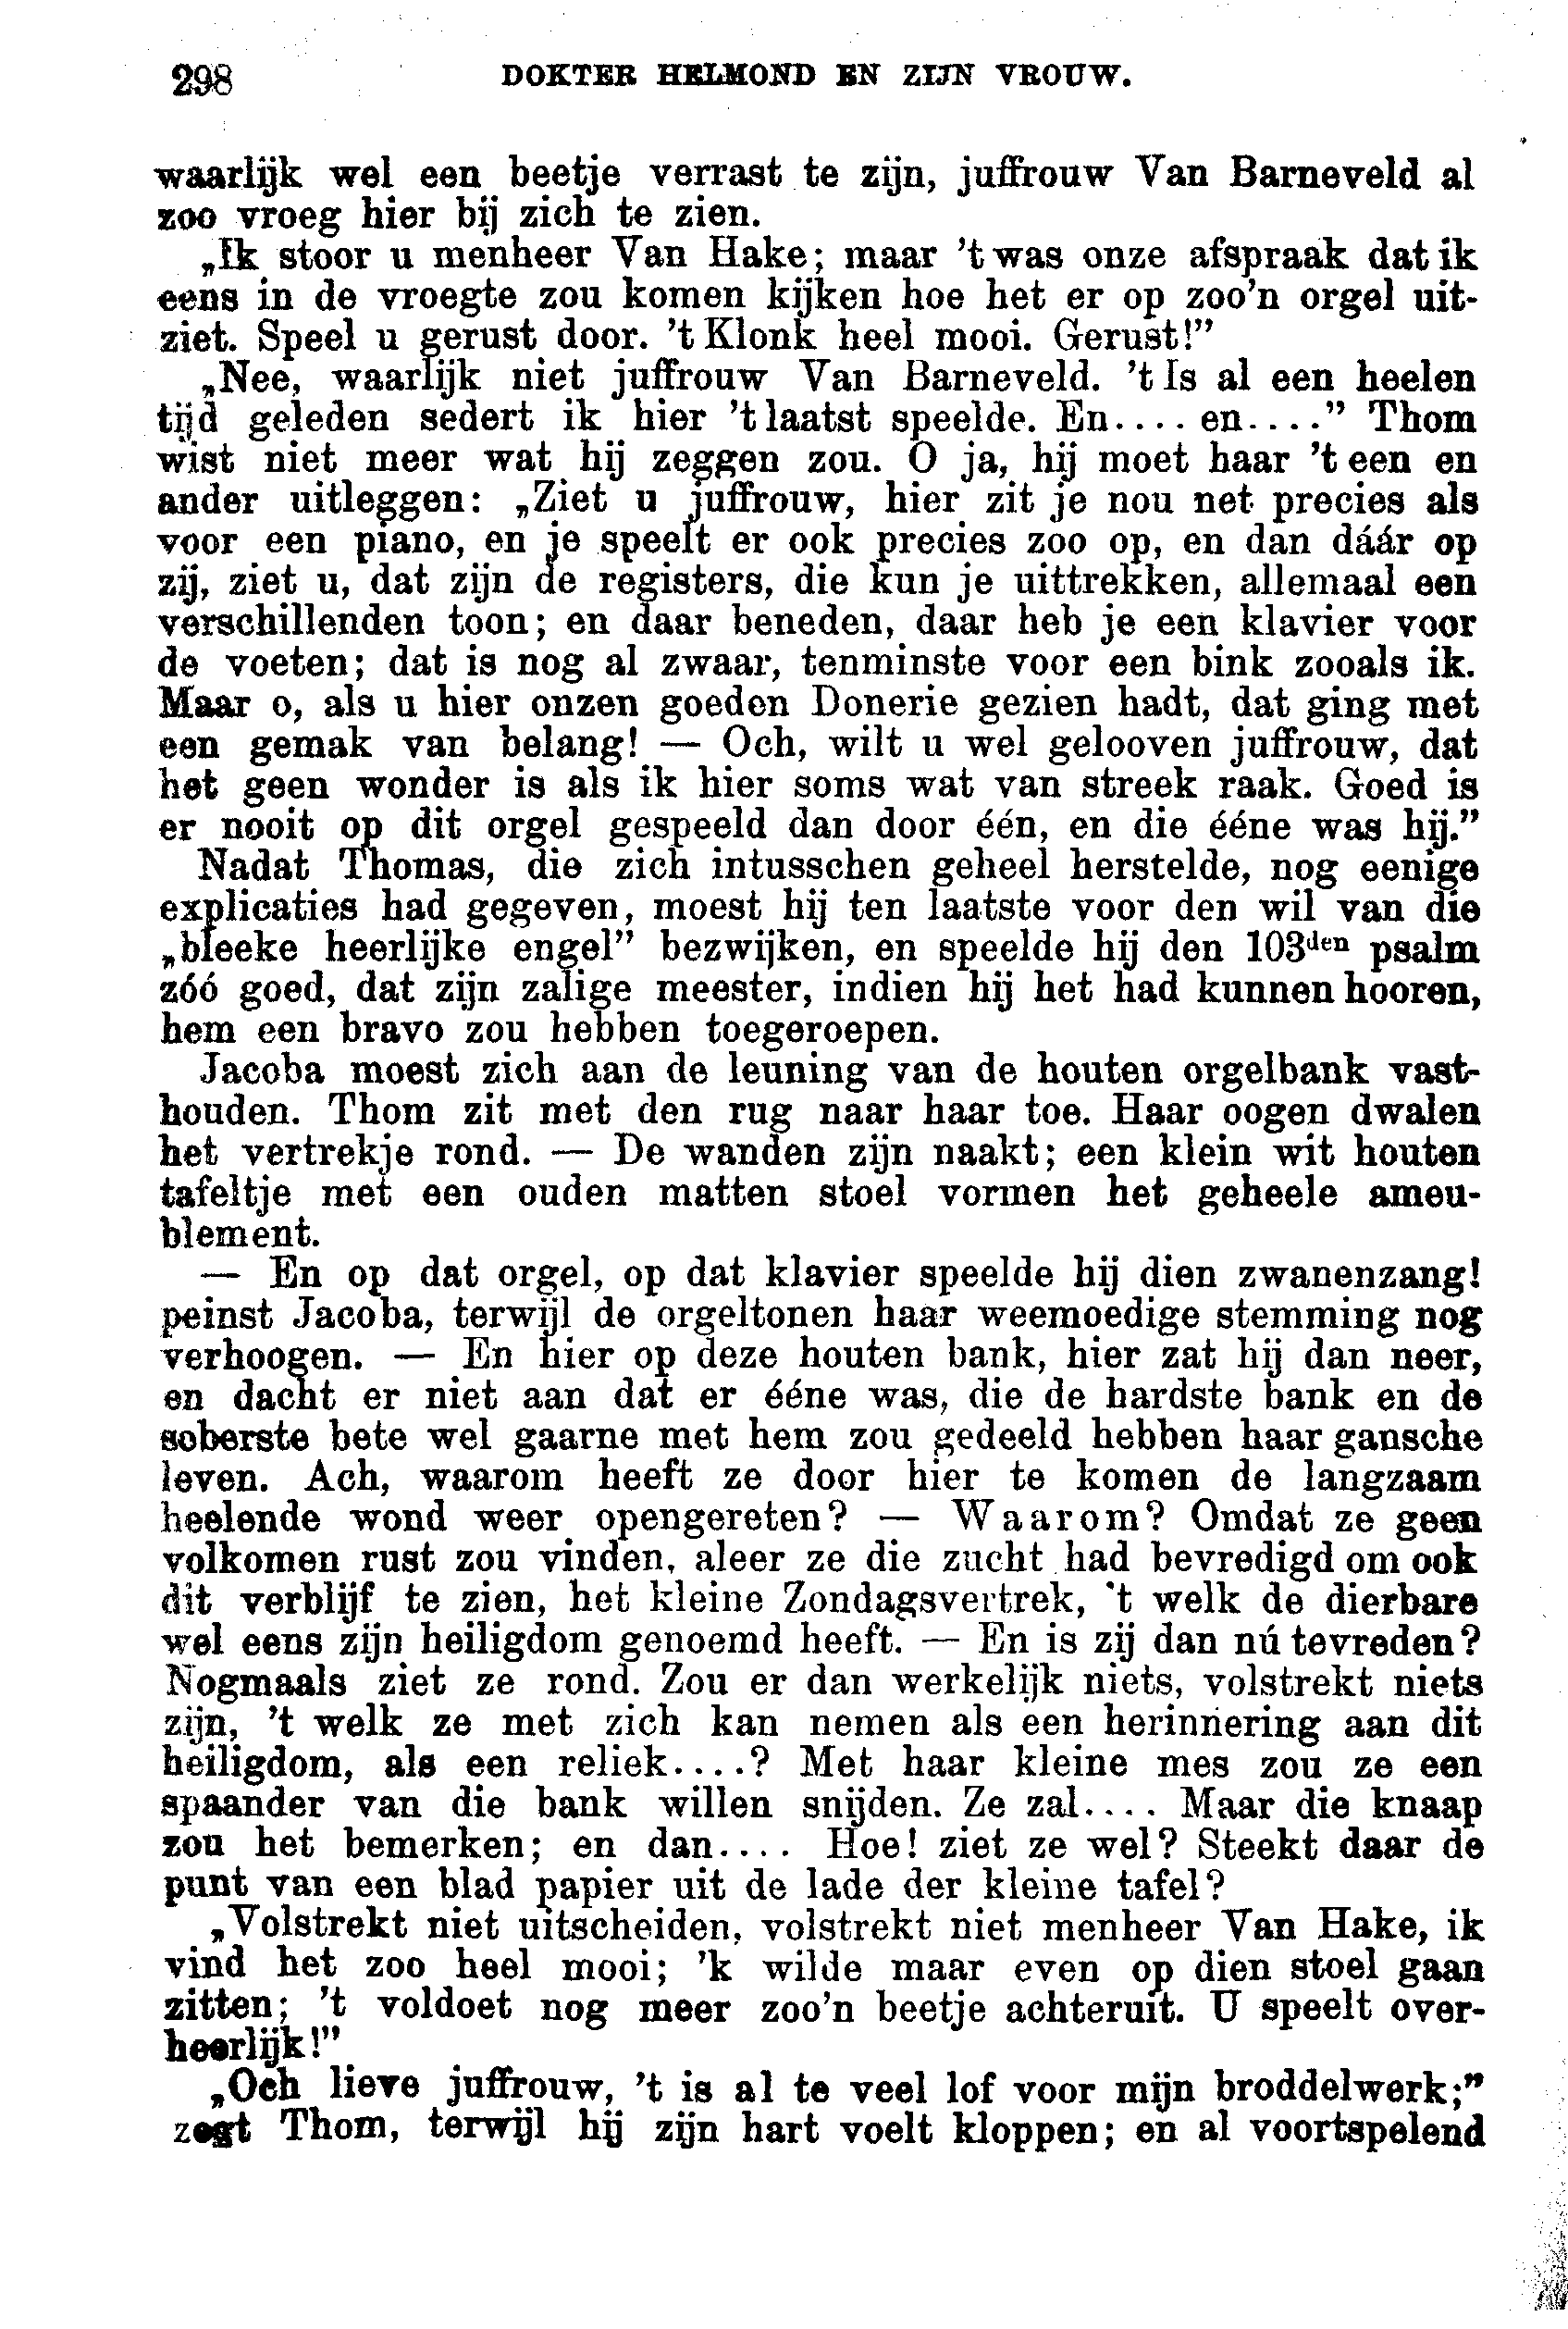 298 DOKTER HELMOND EN ZIJN VROUW.
waarlijk wel een beetje verrast te zijn, juffrouw Van Barneveld al
zoo vroeg hier bij zich te zien.
„Ik stoor u menheer Van Hake; maar 't was onze afspraak dat ik
eens in de vroegte zou komen kijken hoe het er op zoo'n orgel uit-
ziet. Speel u gerust door. 't Klonk heel mooi. Gerust!”
„Nee, waarlijk niet juffrouw Van Barneveld. 't Is al een heelen
tijd geleden sedert ik hier 't laatst speelde. En.... en....” Thom
wist niet meer wat hij zeggen zou. O ja, hij moet haar 't een en
ander uitleggen: „Ziet u juffrouw, hier zit je nou net precies als
voor een piano, en je speelt er ook precies zoo op, en dan dáár op
zij, ziet u, dat zijn de registers, die kun je uittrekken, allemaal een
verschillenden toon; en daar beneden, daar heb je een klavier voor
de voeten; dat is nog al zwaar, tenminste voor een bink zooals ik.
Maar o, als u hier onzen goeden Donerie gezien hadt, dat ging met
een gemak van belang! — Och, wilt u wel gelooven juffrouw, dat
het geen wonder is als ik hier soms wat van streek raak. Goed is
er nooit op dit orgel gespeeld dan door één, en die ééne was hij.”
Nadat Thomas, die zich intusschen geheel herstelde, nog eenige
explicaties had gegeven, moest hij ten laatste voor den wil van die
„bleeke heerlijke engel” bezwijken, en speelde hij den 103den psalm
zóó goed, dat zijn zalige meester, indien hij het had kunnen hooren,
hem een bravo zou hebben toegeroepen.
Jacoba moest zich aan de leuning van de houten orgelbank vast-
houden. Thom zit met den rug naar haar toe. Haar oogen dwalen
het vertrekje rond. — De wanden zijn naakt; een klein wit houten
tafeltje met een ouden matten stoel vormen het geheele ameu-
blement.
— En op dat orgel, op dat klavier speelde hij dien zwanenzang!
peinst Jacoba, terwijl de orgeltonen haar weemoedige stemming nog
verhoogen. — En hier op deze houten bank, hier zat hij dan neer,
en dacht er niet aan dat er ééne was, die de hardste bank en de
soberste bete wel gaarne met hem zou gedeeld hebben haar gansche
leven. Ach, waarom heeft ze door hier te komen de langzaam
heelende wond weer opengereten? — Waarom? Omdat ze geen
volkomen rust zou vinden, aleer ze die zucht had bevredigd om ook
dit verblijf te zien, het kleine Zondagsvertrek, 't welk de dierbare
wel eens zijn heiligdom genoemd heeft. — En is zij dan nú tevreden?
Nogmaals ziet ze rond. Zou er dan werkelijk niets, volstrekt niets
zijn, 't welk ze met zich kan nemen als een herinnering aan dit
heiligdom, als een reliek....? Met haar kleine mes zou ze een
spaander van die bank willen snijden. Ze zal.... Maar die knaap
zou het bemerken; en dan.... Hoe! ziet ze wel? Steekt daar de
punt van een blad papier uit de lade der kleine tafel?
„Volstrekt niet uitscheiden, volstrekt niet menheer Van Hake, ik
vind het zoo heel mooi; 'k wilde maar even op dien stoel gaan
zitten; 't voldoet nog meer zoo'n beetje achteruit. U speelt over-
heerlijk!”
„Och lieve juffrouw, 't is al te veel lof voor mijn broddelwerk;”
zegt Thom, terwijl hij zijn hart voelt kloppen; en al voortspelend